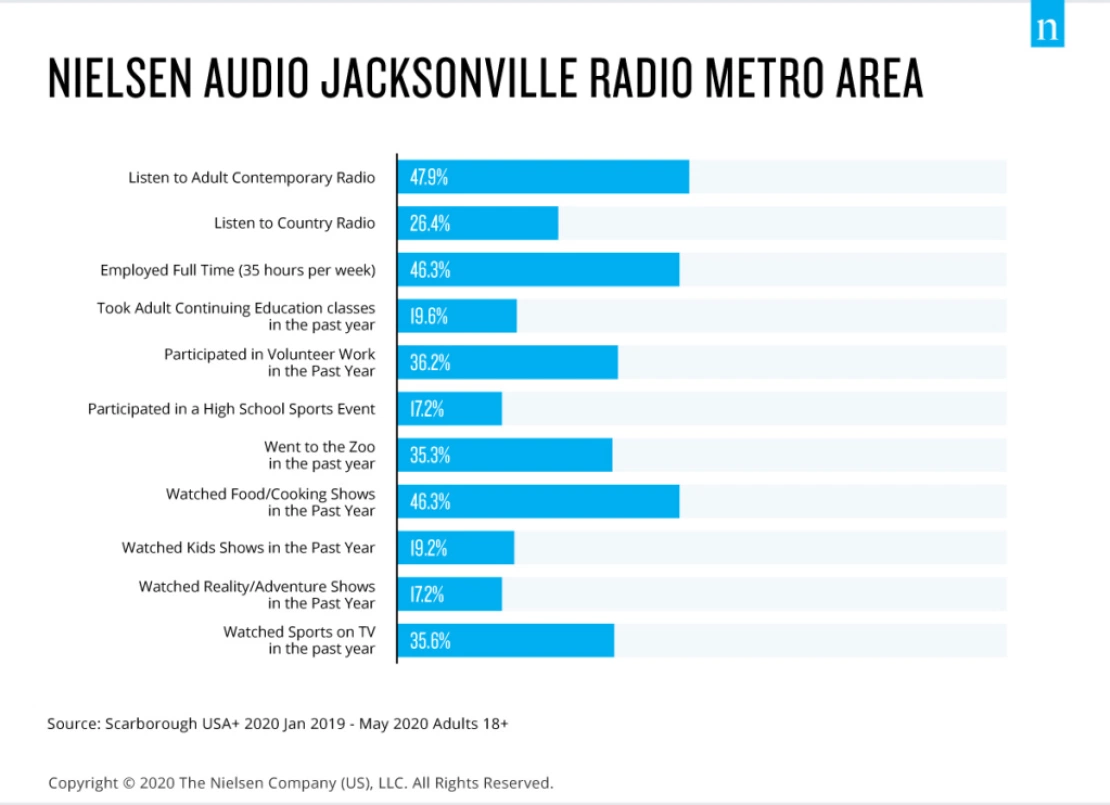 n
NIELSEN AUDIO JACKSONVILLE RADIO METRO AREA
Listen to Adult Contemporary Radio 47.9%
Listen to Country Radio 26.4%
Employed Full Time (35 hours per week) 46.3%
Took Adult Continuing Education classes
in the past year 19.6%
Participated in Volunteer Work
in the Past Year 36.2%
Participated in a High School Sports Event 17.2%
Went to the Zoo
in the past year 35.3%
Watched Food/Cooking Shows
in the Past Year 46.3%
Watched Kids Shows in the Past Year 19.2%
Watched Reality/Adventure Shows
in the Past Year 17.2%
Watched Sports on TV
in the past year 35.6%
Source: Scarborough USA+ 2020 Jan 2019 - May 2020 Adults 18+
Copyright © 2020 The Nielsen Company (US), LLC. All Rights Reserved.